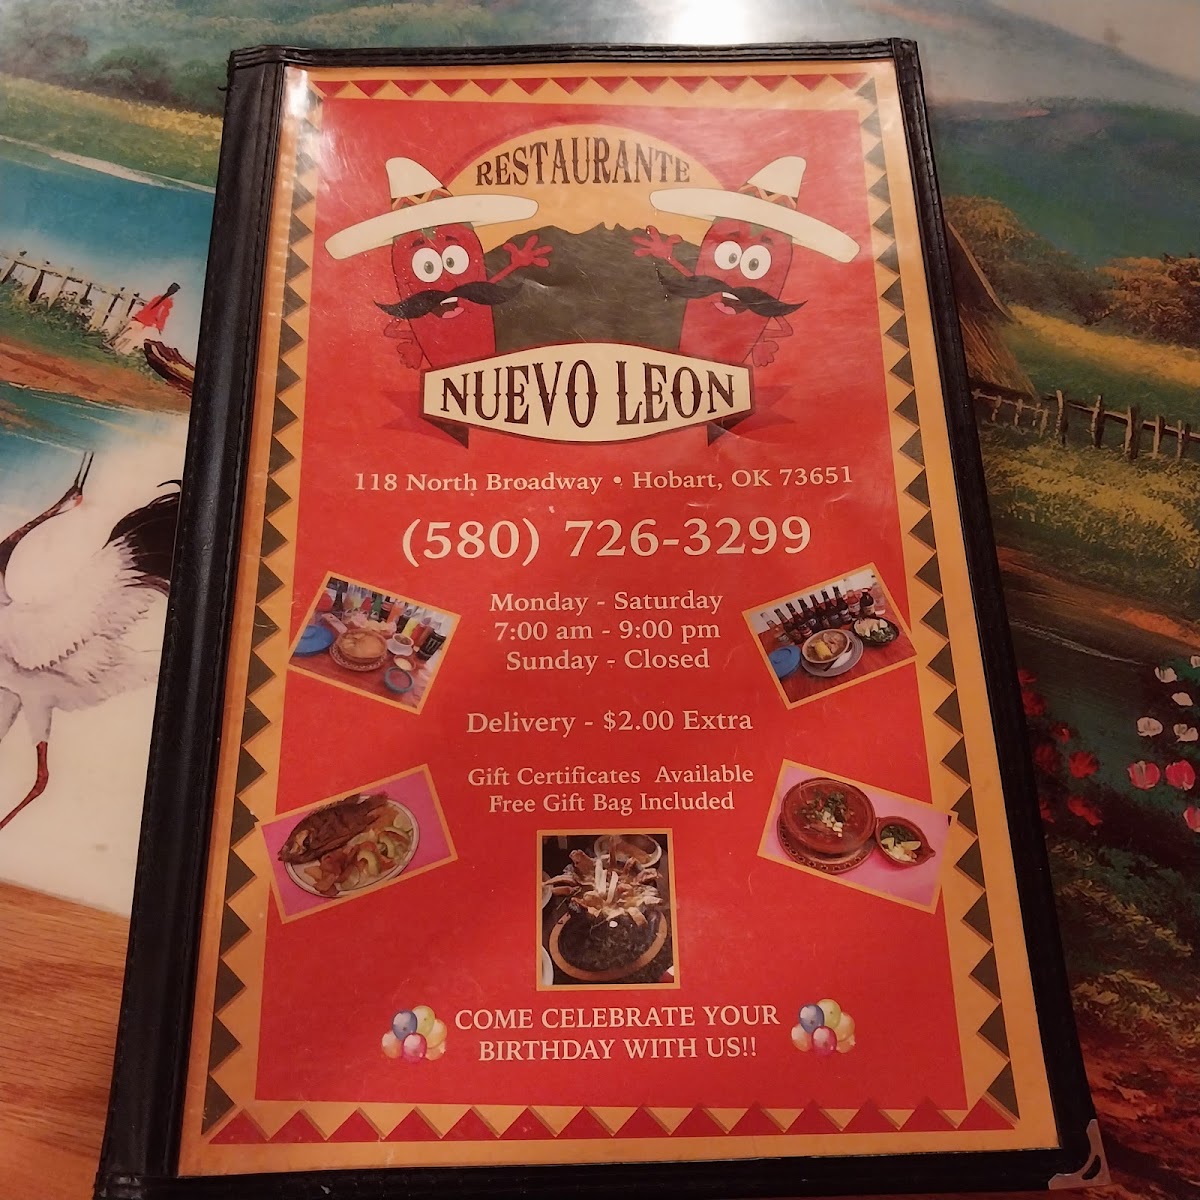 RESTAURANTE
NUEVO LEON
118 North Broadway • Hobart, OK 73651
(580) 726-3299
Monday - Saturday
7:00 am - 9:00 pm
Sunday - Closed
Delivery - $2.00 Extra
Gift Certificates Available
Free Gift Bag Included
COME CELEBRATE YOUR
BIRTHDAY WITH US!!